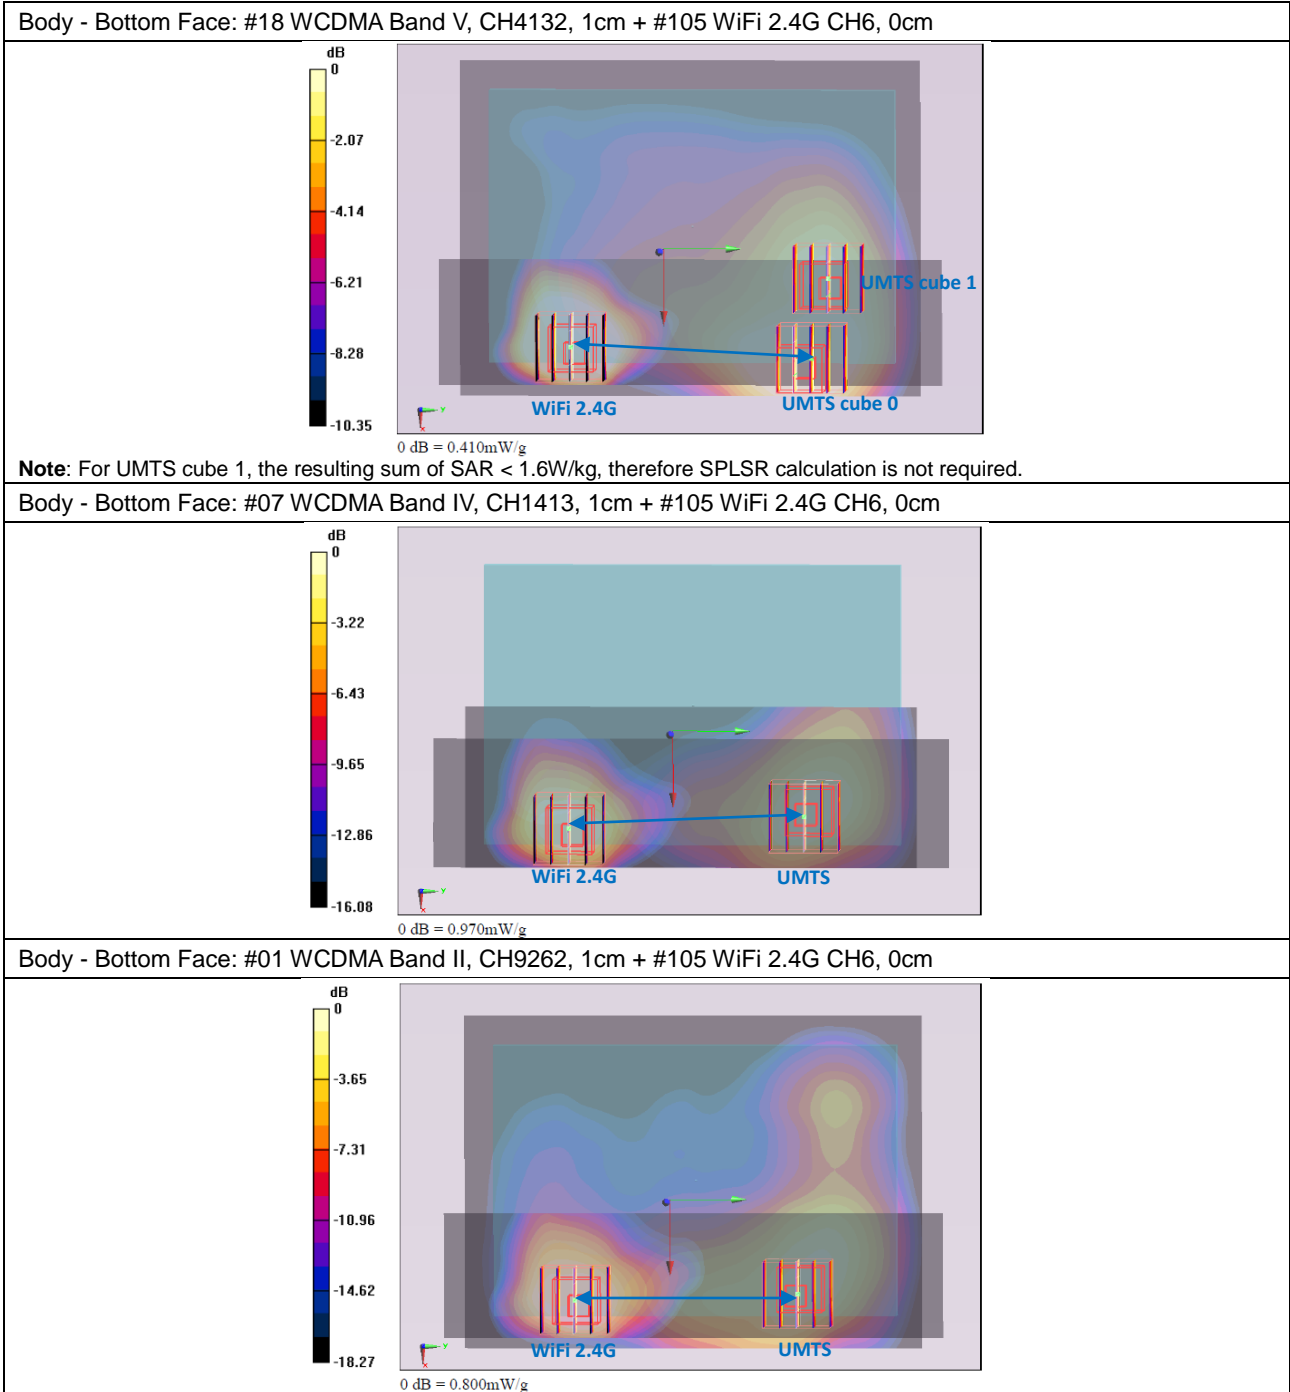 Body - Bottom Face: #18 WCDMA Band V, CH4132, 1cm + #105 WiFi 2.4G CH6, 0cm
dB
0
-2.07
-4.14
-6.21
-8.28
-10.35
UMTS cube 1
WiFi 2.4G
UMTS cube 0
Y
X
0 dB = 0.410mW/g
Note: For UMTS cube 1, the resulting sum of SAR < 1.6W/kg, therefore SPLSR calculation is not required.
Body - Bottom Face: #07 WCDMA Band IV, CH1413, 1cm + #105 WiFi 2.4G CH6, 0cm
dB
0
-3.22
-6.43
-9.65
-12.86
-16.08
WiFi 2.4G
UMTS
Y
X
0 dB = 0.970mW/g
Body - Bottom Face: #01 WCDMA Band II, CH9262, 1cm + #105 WiFi 2.4G CH6, 0cm
dB
0
-3.65
-7.31
-10.96
-14.62
-18.27
WiFi 2.4G
UMTS
Y
X
0 dB = 0.800mW/g